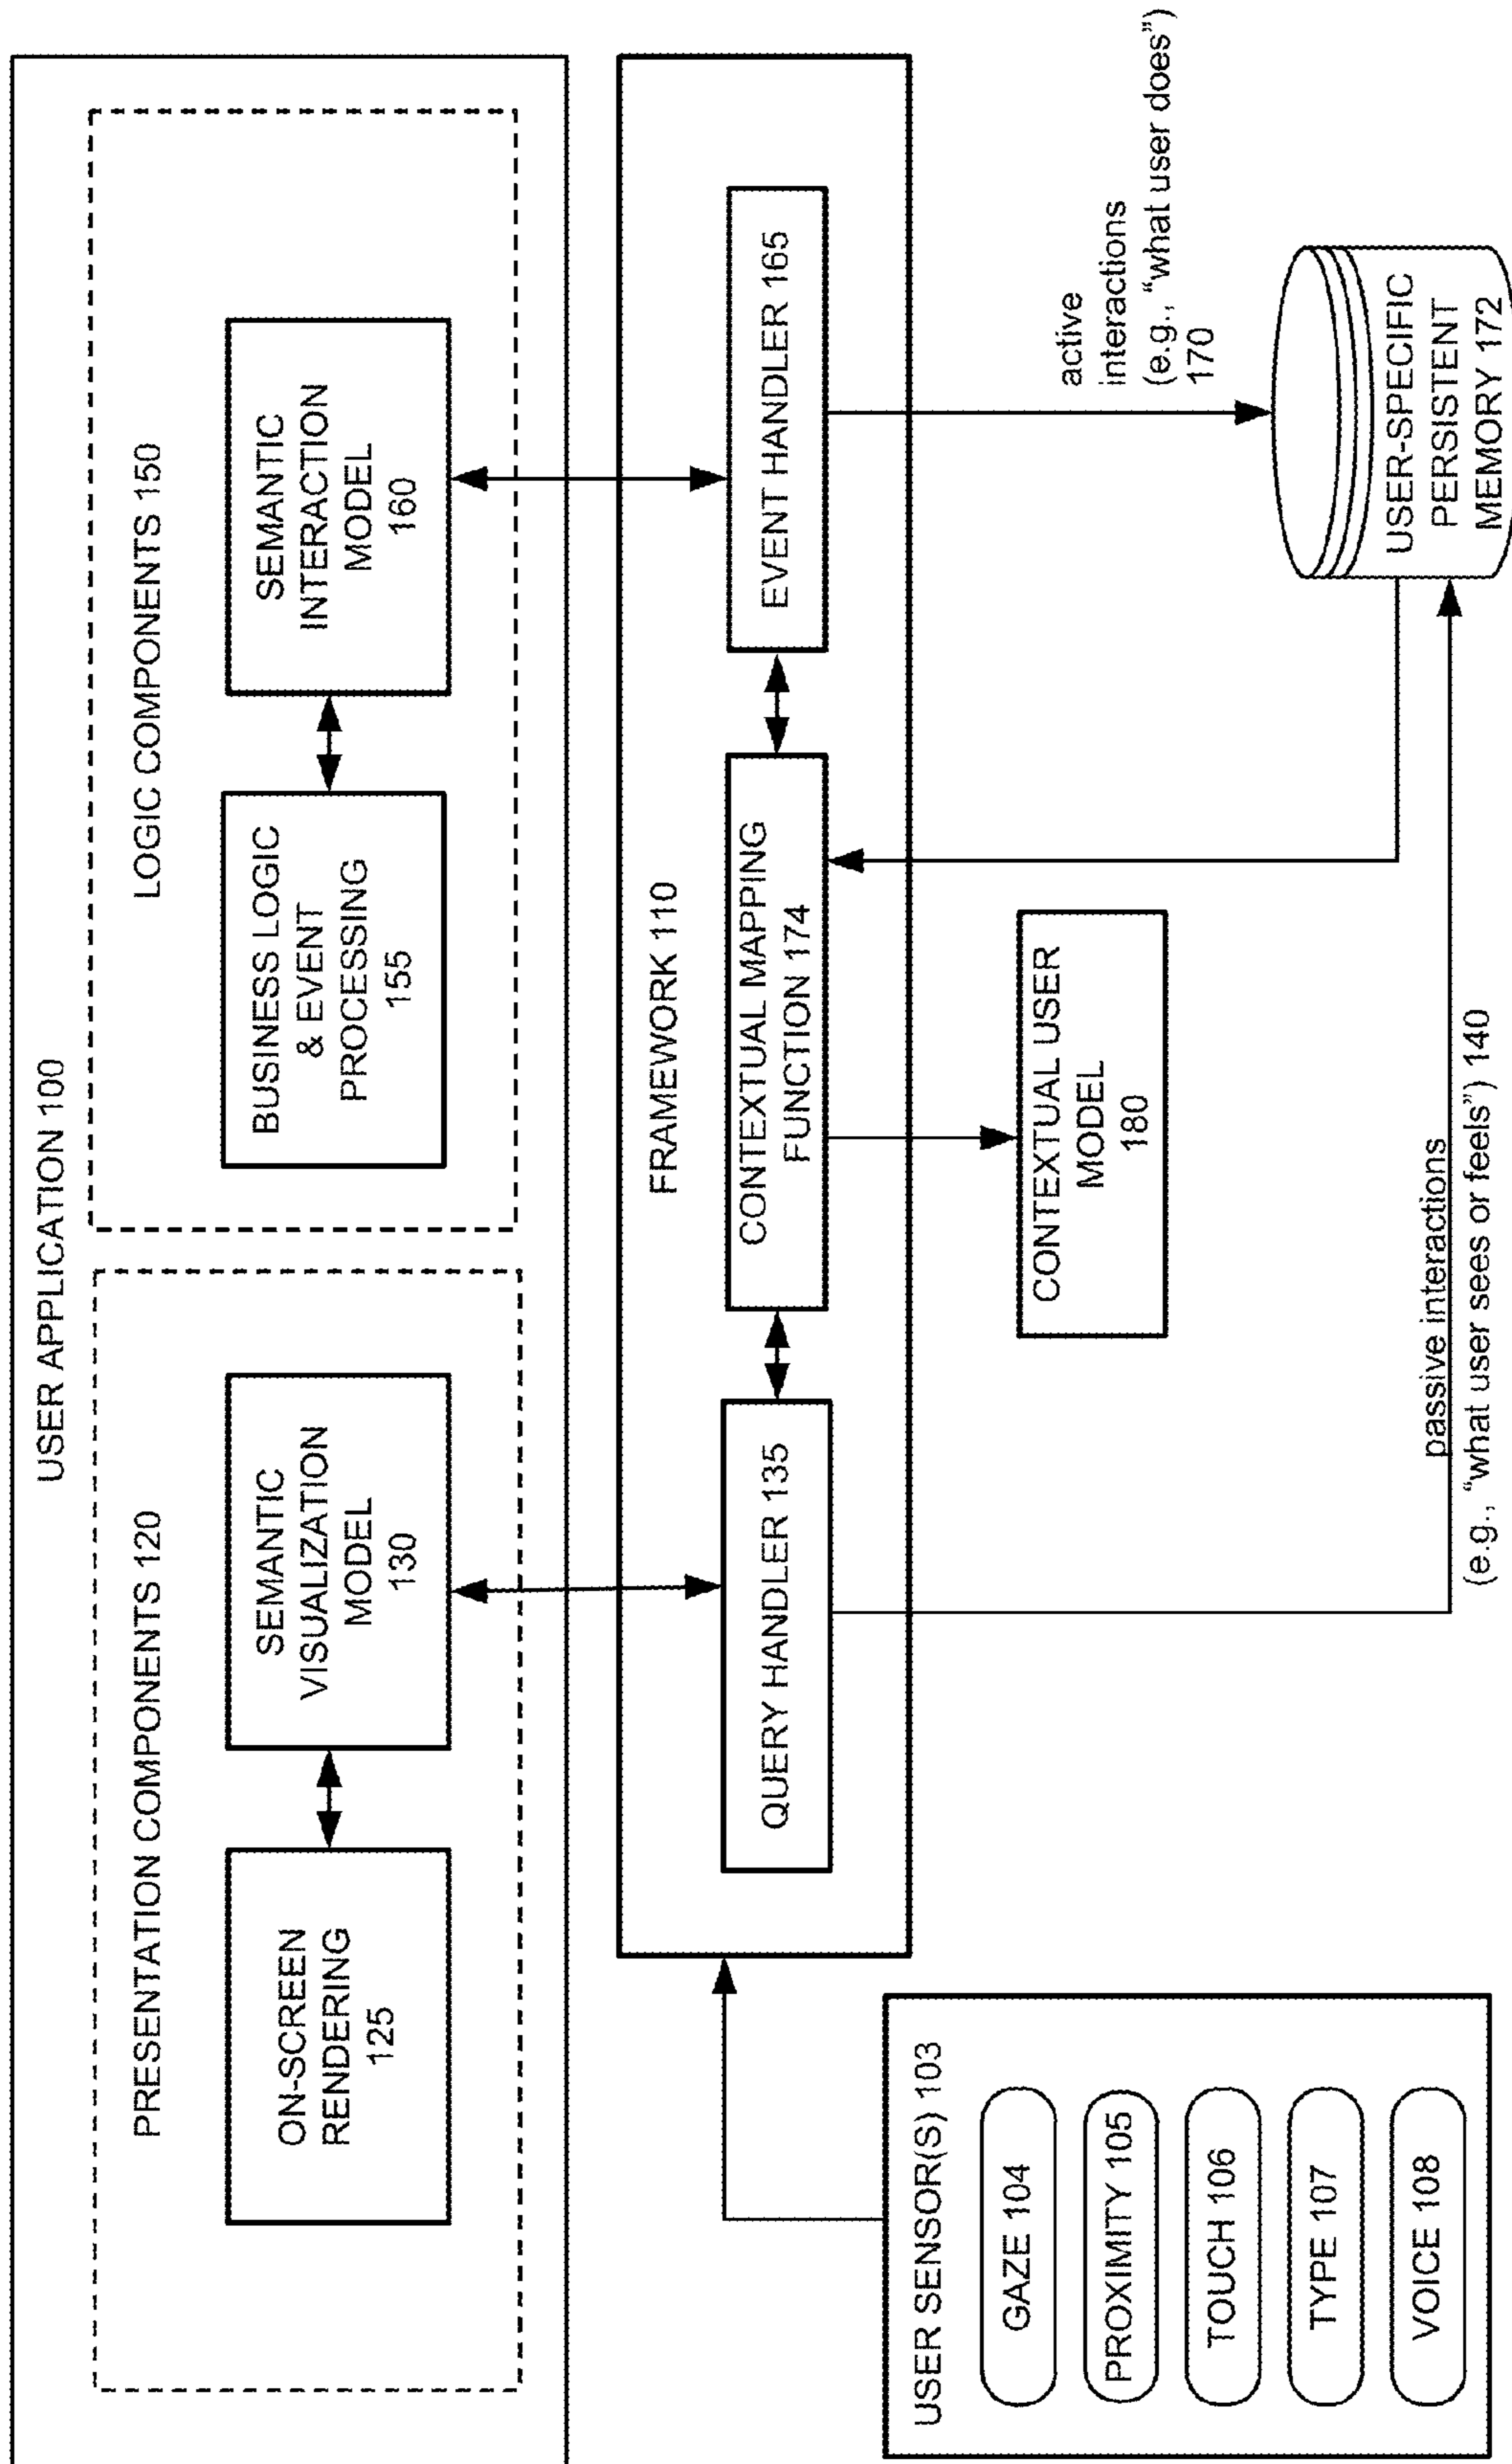 USER APPLICATION 100
PRESENTATION COMPONENTS 120
ON-SCREEN
RENDERING
125
SEMANTIC
VISUALIZATION
MODEL
130
LOGIC COMPONENTS 150
BUSINESS LOGIC
& EVENT
PROCESSING
155
SEMANTIC
INTERACTION
MODEL
160
FRAMEWORK 110
QUERY HANDLER 135
CONTEXTUAL MAPPING
FUNCTION 174
EVENT HANDLER 165
USER SENSOR(S) 103
GAZE 104
PROXIMITY 105
TOUCH 106
TYPE 107
VOICE 108
CONTEXTUAL USER
MODEL
180
active
interactions
(e.g., “what user does”)
170
passive interactions
(e.g., “what user sees or feels”) 140
USER-SPECIFIC
PERSISTENT
MEMORY 172